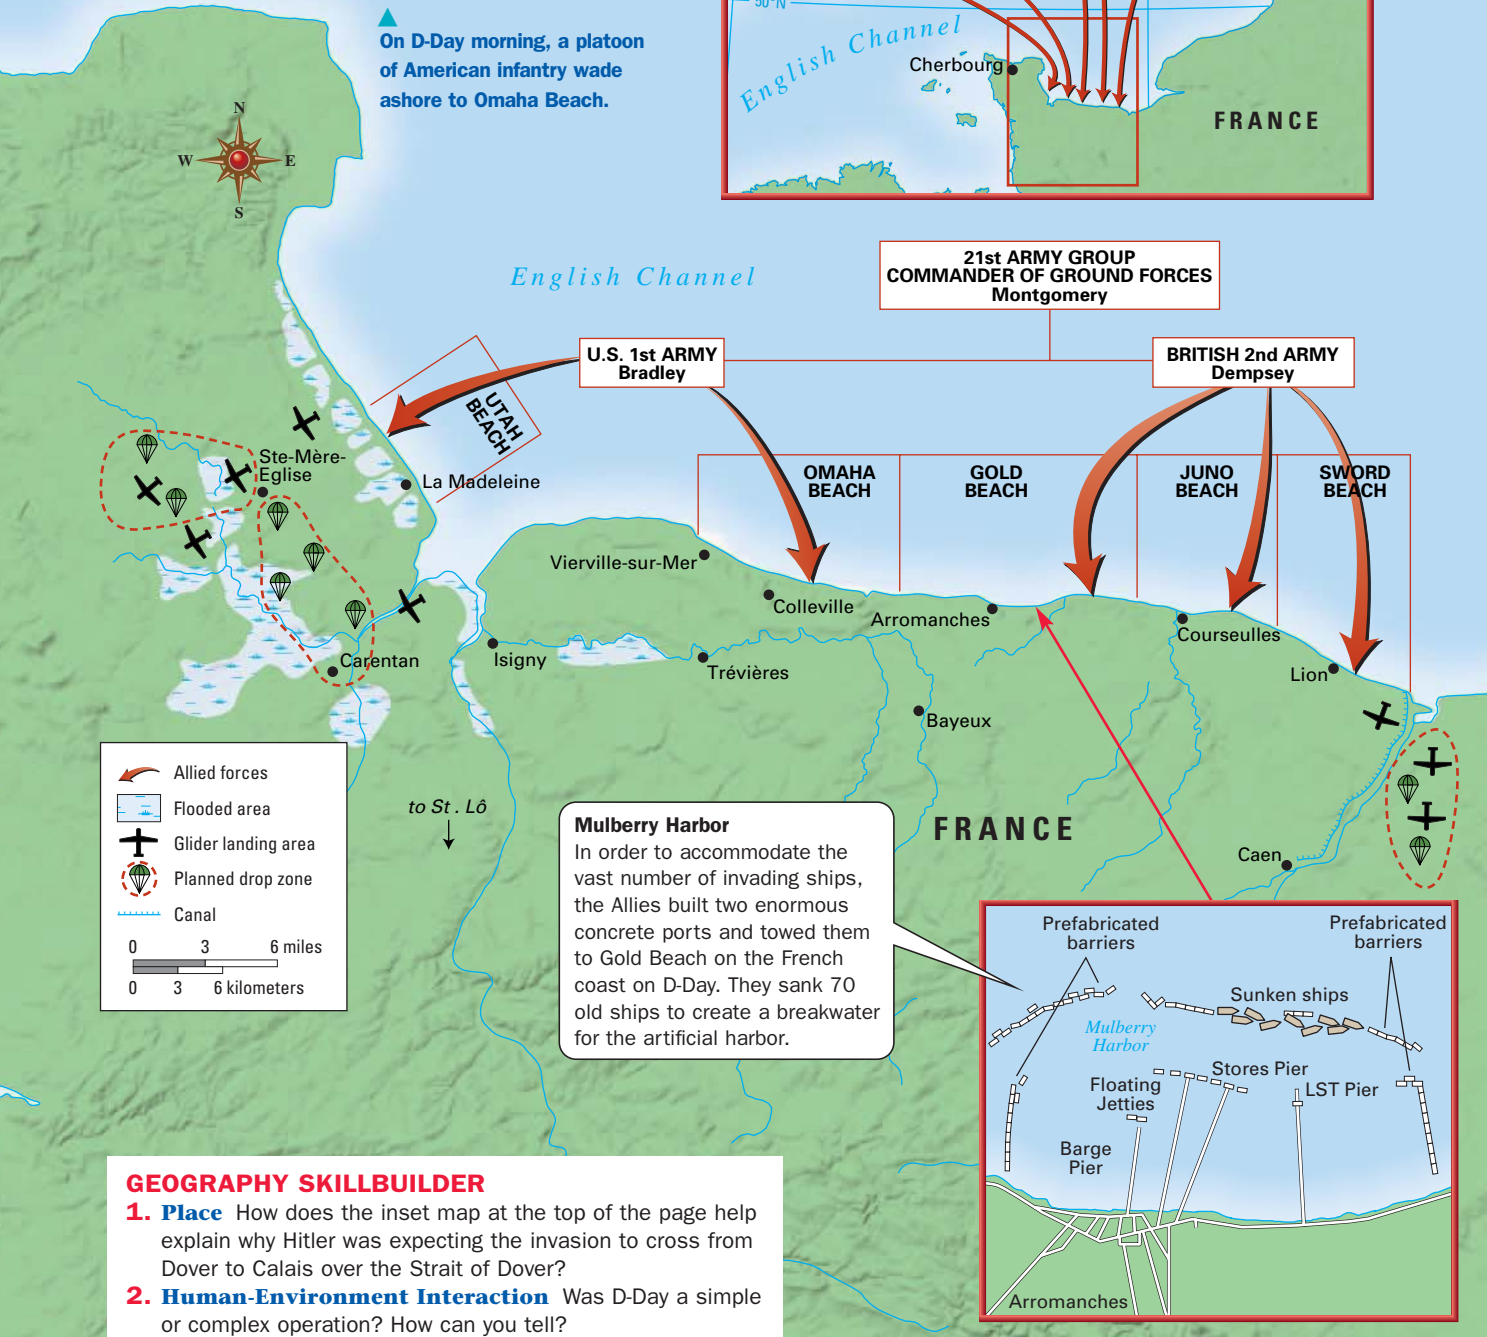 On D-Day morning, a platoon
of American infantry wade
ashore to Omaha Beach.
50°N
English Channel
Cherbourg
FRANCE
N
W
E
S
English Channel
21st ARMY GROUP
COMMANDER OF GROUND FORCES
Montgomery
U.S. 1st ARMY
Bradley
BRITISH 2nd ARMY
Dempsey
UTAH
BEACH
OMAHA
BEACH
GOLD
BEACH
JUNO
BEACH
SWORD
BEACH
Ste-Mère-
Eglise
La Madeleine
Vierville-sur-Mer
Colleville
Arromanches
Courseulles
Lion
Carentan
Isigny
Trévières
Bayeux
Caen
to St . Lô
FRANCE
Allied forces
Flooded area
Glider landing area
Planned drop zone
Canal
0 3 6 miles
0 3 6 kilometers
Mulberry Harbor
In order to accommodate the
vast number of invading ships,
the Allies built two enormous
concrete ports and towed them
to Gold Beach on the French
coast on D-Day. They sank 70
old ships to create a breakwater
for the artificial harbor.
Prefabricated
barriers
Prefabricated
barriers
Sunken ships
Mulberry
Harbor
Stores Pier
Floating
Jetties
LST Pier
Barge
Pier
Arromanches
GEOGRAPHY SKILLBUILDER
1. Place How does the inset map at the top of the page help
explain why Hitler was expecting the invasion to cross from
Dover to Calais over the Strait of Dover?
2. Human-Environment Interaction Was D-Day a simple
or complex operation? How can you tell?